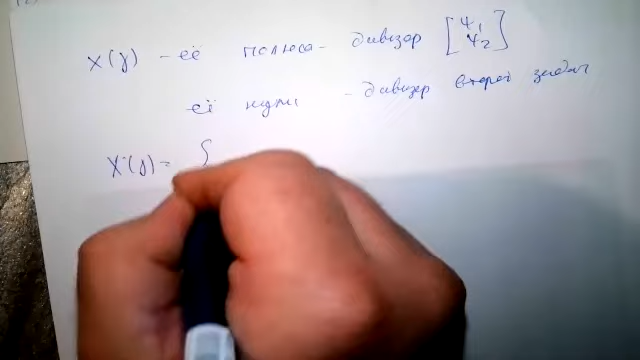 χ(γ) - её полюса - дивизор [ψ₁ ψ₂]
её нули - дивизор второй задачи
χ(γ) =